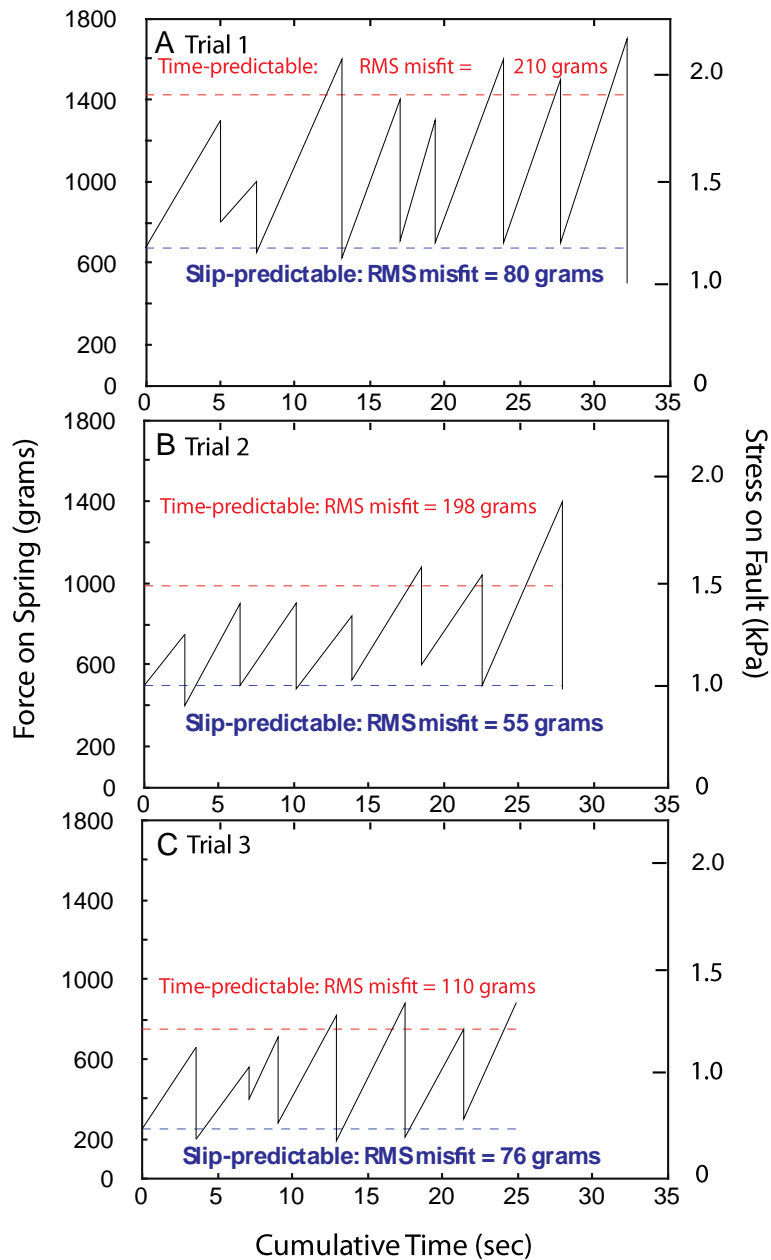 A Trial 1
Time-predictable: RMS misfit = 210 grams
Slip-predictable: RMS misfit = 80 grams
1800
1400
1000
600
200
0
2.0
1.5
1.0
0
0 5 10 15 20 25 30 35
B Trial 2
Time-predictable: RMS misfit = 198 grams
Slip-predictable: RMS misfit = 55 grams
1800
1400
1000
600
200
0
2.0
1.5
1.0
0
0 5 10 15 20 25 30 35
Force on Spring (grams)
Stress on Fault (kPa)
C Trial 3
Time-predictable: RMS misfit = 110 grams
Slip-predictable: RMS misfit = 76 grams
1800
1400
1000
600
200
0
2.0
1.5
1.0
0
0 5 10 15 20 25 30 35
Cumulative Time (sec)